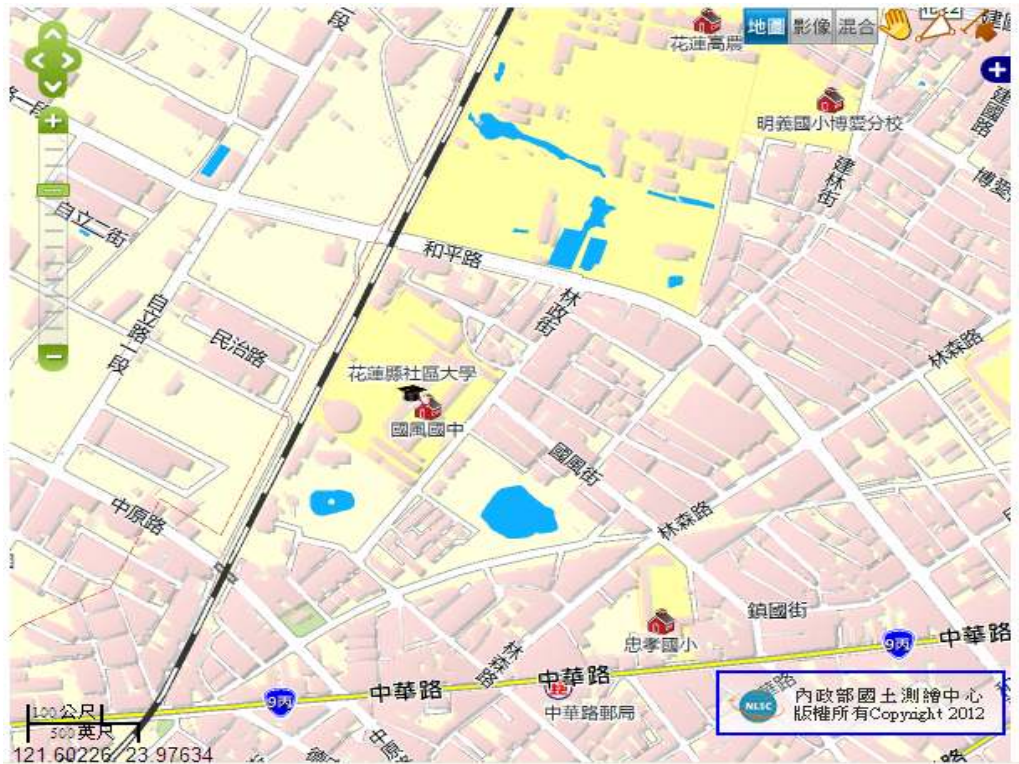 花蓮高農
地圖 影像 混合
花32
明義國小博愛分校
建國路
建林街
自立一街
和平路
林政街
自立路一段
民治路
花蓮縣社區大學
林森路
國風國中
國風街
中原路
林森路
鎮國街
忠孝國小
林森路
9丙
中華路
中華路
中華路
9丙
中華路郵局
NLSC
內政部國土測繪中心
版權所有Copyright 2012
100公尺
500英尺
121.60226, 23.97634